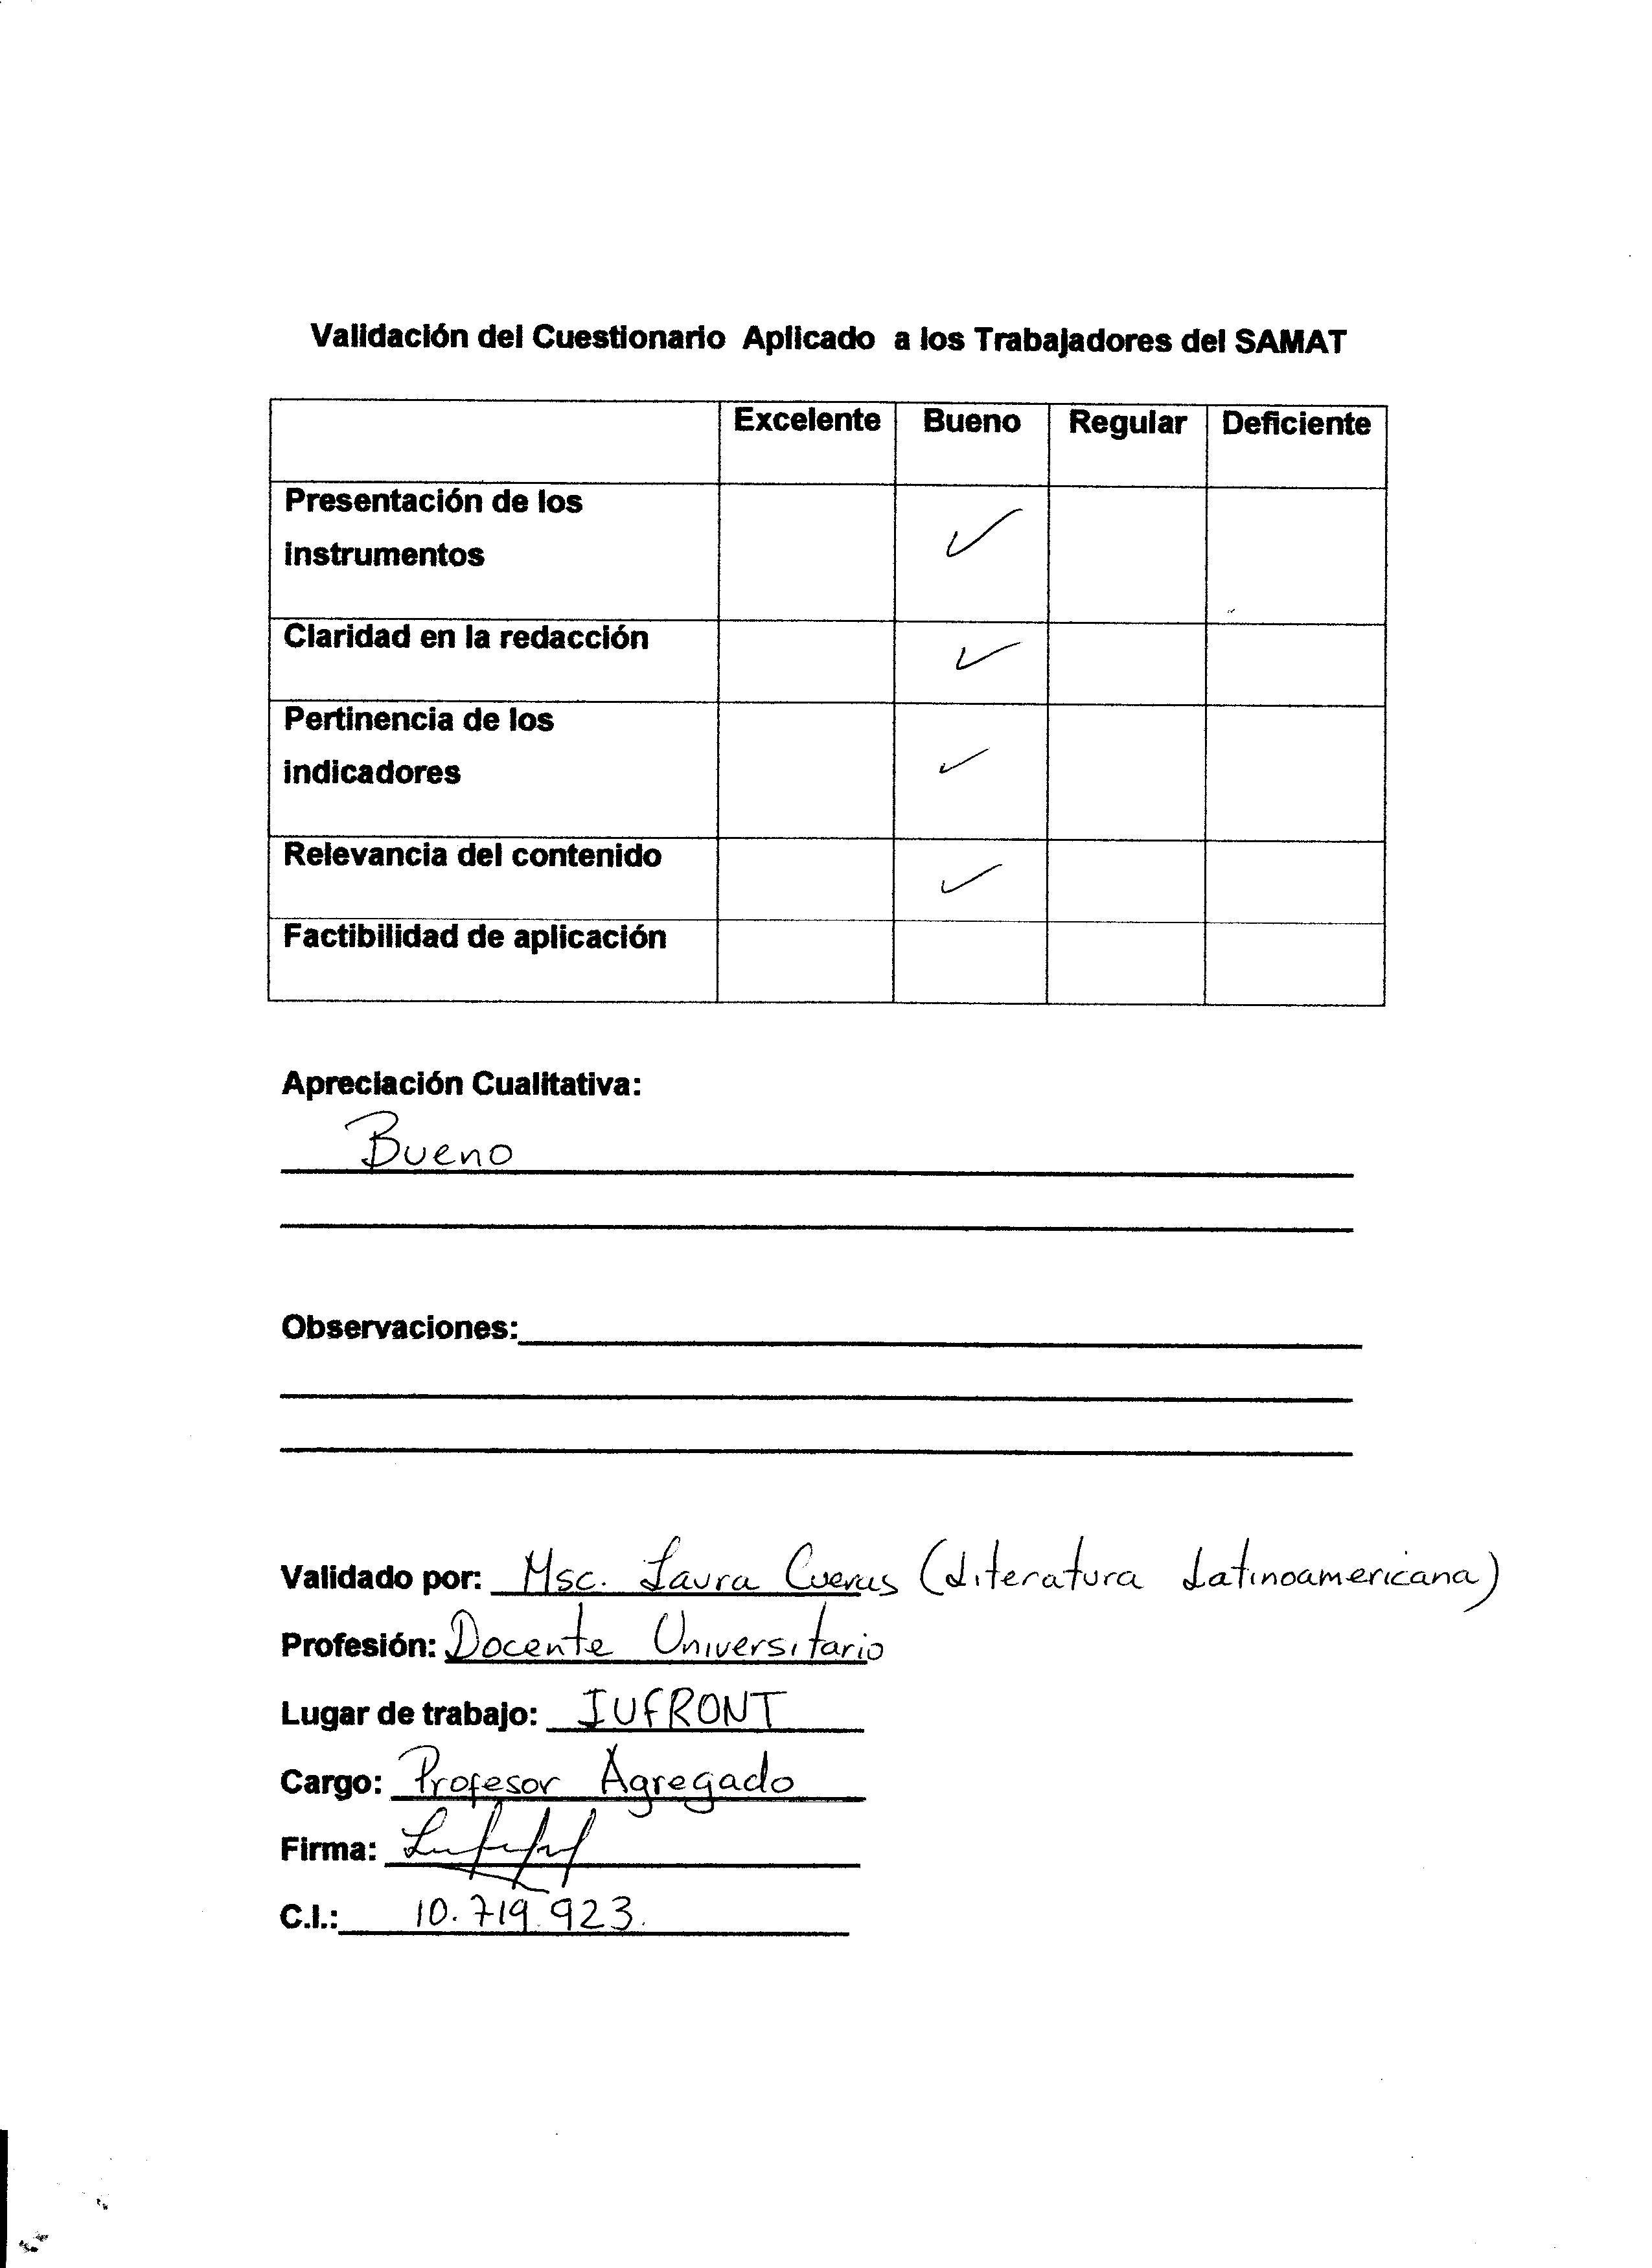 Validación del Cuestionario Aplicado a los Trabajadores del SAMAT
Excelente Bueno Regular Deficiente
Presentación de los
instrumentos ✓
Claridad en la redacción ✓
Pertinencia de los
indicadores ✓
Relevancia del contenido ✓
Factibilidad de aplicación
Apreciación Cualitativa:
Bueno
Observaciones:
Validado por: Msc. Laura Cuevas (Literatura Latinoamericana)
Profesión: Docente Universitario
Lugar de trabajo: IUFRONT
Cargo: Profesor Agregado
Firma:
C.I.: 10.719.923.